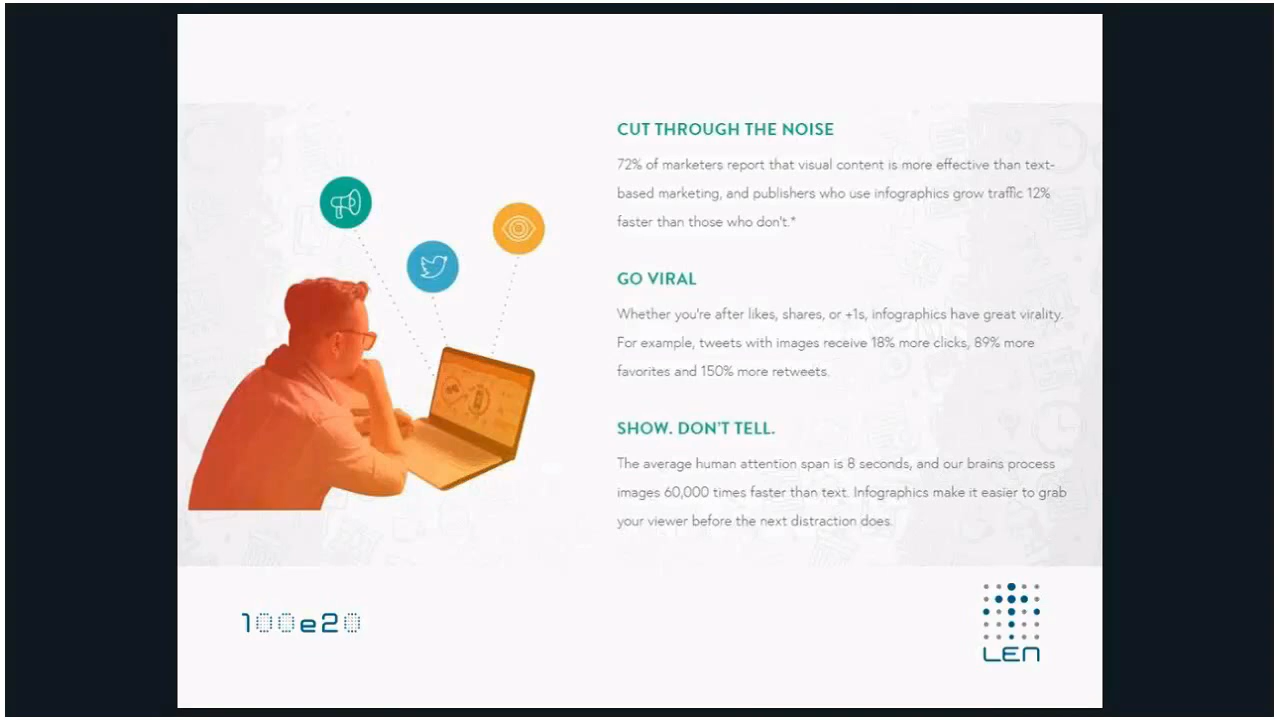 CUT THROUGH THE NOISE
72% of marketers report that visual content is more effective than text-
based marketing, and publishers who use infographics grow traffic 12%
faster than those who don't.*
GO VIRAL
Whether you're after likes, shares, or +1s, infographics have great virality.
For example, tweets with images receive 18% more clicks, 89% more
favorites and 150% more retweets.
SHOW. DON'T TELL.
The average human attention span is 8 seconds, and our brains process
images 60,000 times faster than text. Infographics make it easier to grab
your viewer before the next distraction does.
100e20
LEN